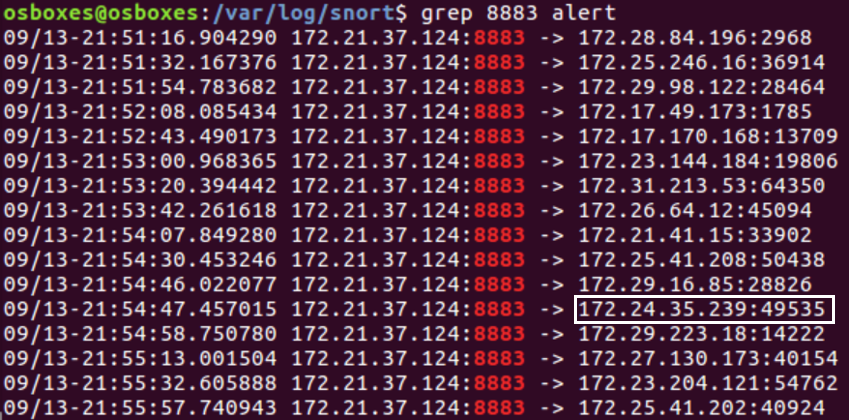 osboxes@osboxes:/var/log/snort$ grep 8883 alert
09/13-21:51:16.904290 172.21.37.124:8883 -> 172.28.84.196:2968
09/13-21:51:32.167376 172.21.37.124:8883 -> 172.25.246.16:36914
09/13-21:51:54.783682 172.21.37.124:8883 -> 172.29.98.122:28464
09/13-21:52:08.085434 172.21.37.124:8883 -> 172.17.49.173:1785
09/13-21:52:43.490173 172.21.37.124:8883 -> 172.17.170.168:13709
09/13-21:53:00.968365 172.21.37.124:8883 -> 172.23.144.184:19806
09/13-21:53:20.394442 172.21.37.124:8883 -> 172.31.213.53:64350
09/13-21:53:42.261618 172.21.37.124:8883 -> 172.26.64.12:45094
09/13-21:54:07.849280 172.21.37.124:8883 -> 172.21.41.15:33902
09/13-21:54:30.453246 172.21.37.124:8883 -> 172.25.41.208:50438
09/13-21:54:46.022077 172.21.37.124:8883 -> 172.29.16.85:28826
09/13-21:54:47.457015 172.21.37.124:8883 -> 172.24.35.239:49535
09/13-21:54:58.750780 172.21.37.124:8883 -> 172.29.223.18:14222
09/13-21:55:13.001504 172.21.37.124:8883 -> 172.27.130.173:40154
09/13-21:55:32.605888 172.21.37.124:8883 -> 172.23.204.121:54762
09/13-21:55:57.740943 172.21.37.124:8883 -> 172.25.41.202:40924